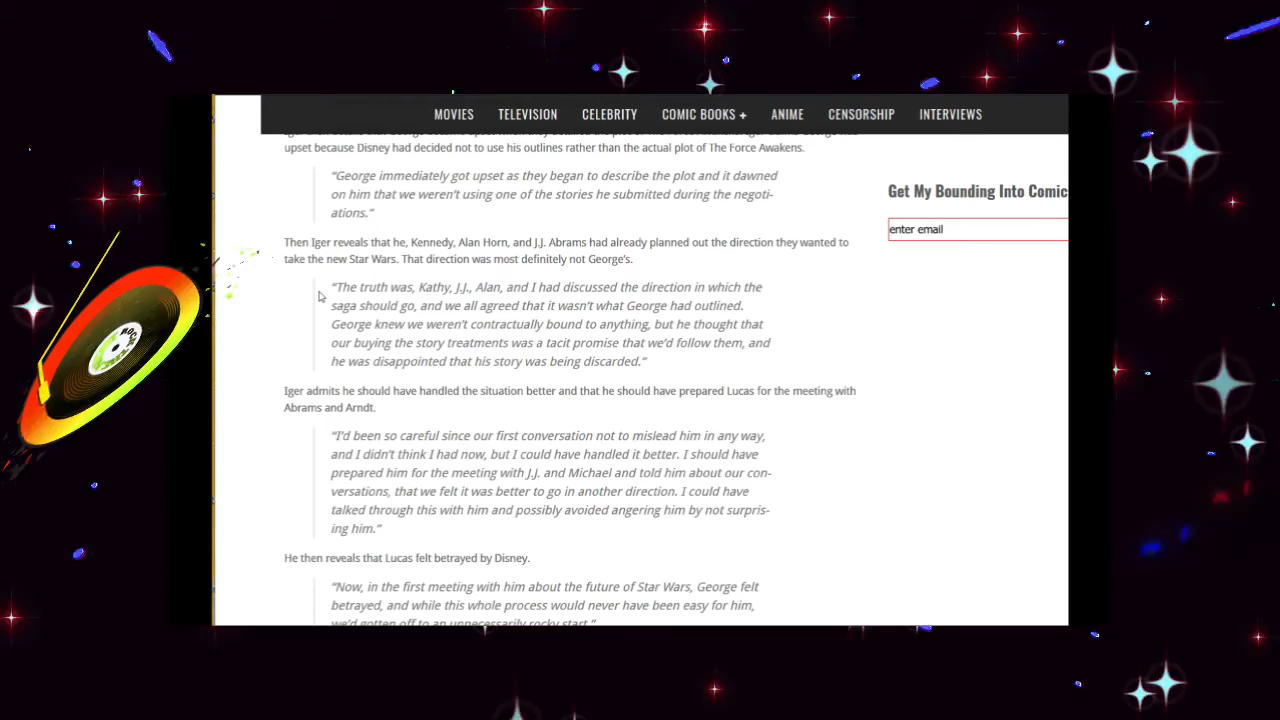 MOVIES TELEVISION CELEBRITY COMIC BOOKS + ANIME CENSORSHIP INTERVIEWS
upset because Disney had decided not to use his outlines rather than the actual plot of The Force Awakens.
“George immediately got upset as they began to describe the plot and it dawned
on him that we weren’t using one of the stories he submitted during the negoti-
ations.”
Then Iger reveals that he, Kennedy, Alan Horn, and J.J. Abrams had already planned out the direction they wanted to
take the new Star Wars. That direction was most definitely not George’s.
“The truth was, Kathy, J.J., Alan, and I had discussed the direction in which the
saga should go, and we all agreed that it wasn’t what George had outlined.
George knew we weren’t contractually bound to anything, but he thought that
our buying the story treatments was a tacit promise that we’d follow them, and
he was disappointed that his story was being discarded.”
Iger admits he should have handled the situation better and that he should have prepared Lucas for the meeting with
Abrams and Arndt.
“I’d been so careful since our first conversation not to mislead him in any way,
and I didn’t think I had now, but I could have handled it better. I should have
prepared him for the meeting with J.J. and Michael and told him about our con-
versations, that we felt it was better to go in another direction. I could have
talked through this with him and possibly avoided angering him by not surpris-
ing him.”
He then reveals that Lucas felt betrayed by Disney.
“Now, in the first meeting with him about the future of Star Wars, George felt
betrayed, and while this whole process would never have been easy for him,
we’d gotten off to an unnecessarily rocky start.”
Get My Bounding Into Comic
enter email